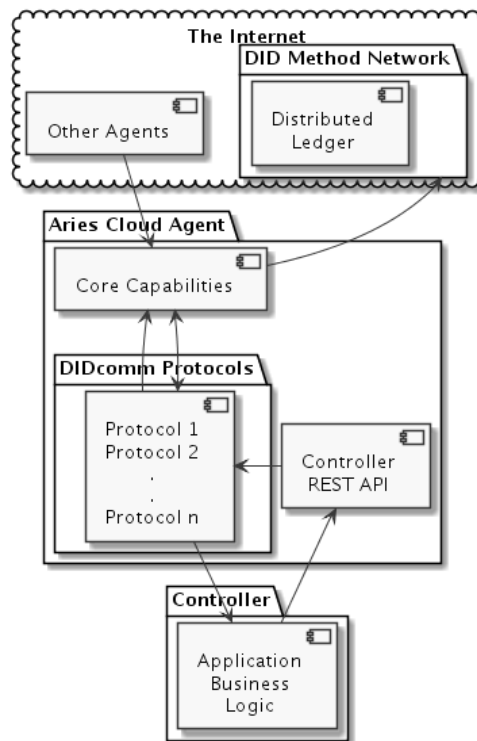 The Internet
DID Method Network
Other Agents
Distributed
Ledger
Aries Cloud Agent
Core Capabilities
DIDcomm Protocols
Protocol 1
Protocol 2
.
.
Protocol n
Controller
REST API
Controller
Application
Business
Logic